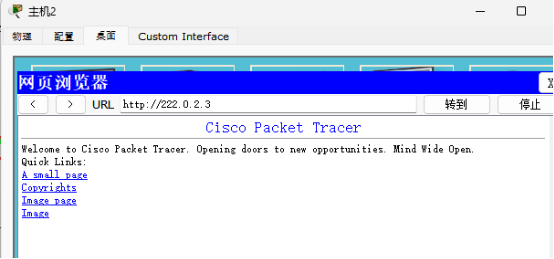 主机2
物理 配置 桌面 Custom Interface
网页浏览器 X
< > URL http://222.0.2.3 转到 停止
Cisco Packet Tracer
Welcome to Cisco Packet Tracer. Opening doors to new opportunities. Mind Wide Open.
Quick Links:
A small page
Copyrights
Image page
Image